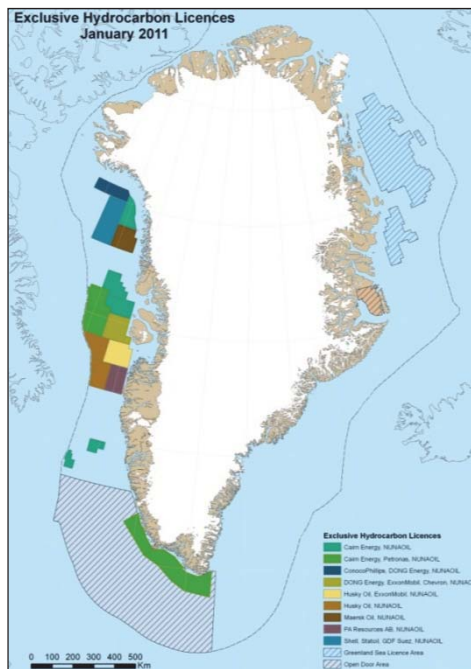 Exclusive Hydrocarbon Licences
January 2011
Exclusive Hydrocarbon Licences
Cairn Energy, NUNAOIL
Cairn Energy, Petronas, NUNAOIL
ConocoPhillips, DONG Energy, NUNAOIL
DONG Energy, ExxonMobil, Chevron, NUNAO
Husky Oil, ExxonMobil, NUNAOIL
Husky Oil, NUNAOIL
Maersk Oil, NUNAOIL
PA Resources AB, NUNAOIL
Shell, Statoil, GDF Suez, NUNAOIL
Greenland Sea Licence Area
Open Door Area
0 50 100 200 300 400 500
Km